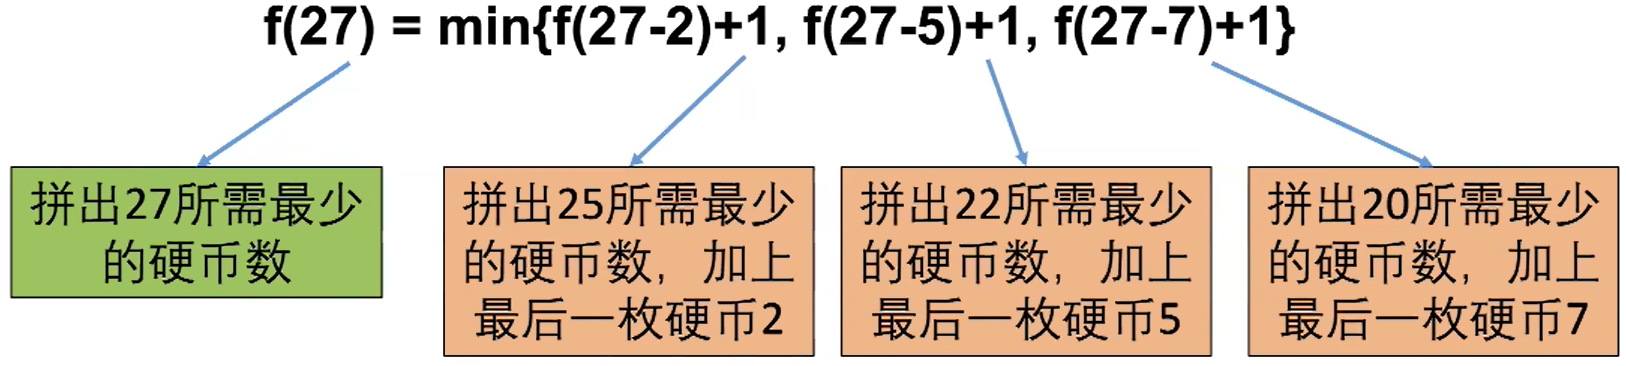 f(27) = min{f(27-2)+1, f(27-5)+1, f(27-7)+1}
拼出27所需最少
的硬币数
拼出25所需最少
的硬币数，加上
最后一枚硬币2
拼出22所需最少
的硬币数，加上
最后一枚硬币5
拼出20所需最少
的硬币数，加上
最后一枚硬币7